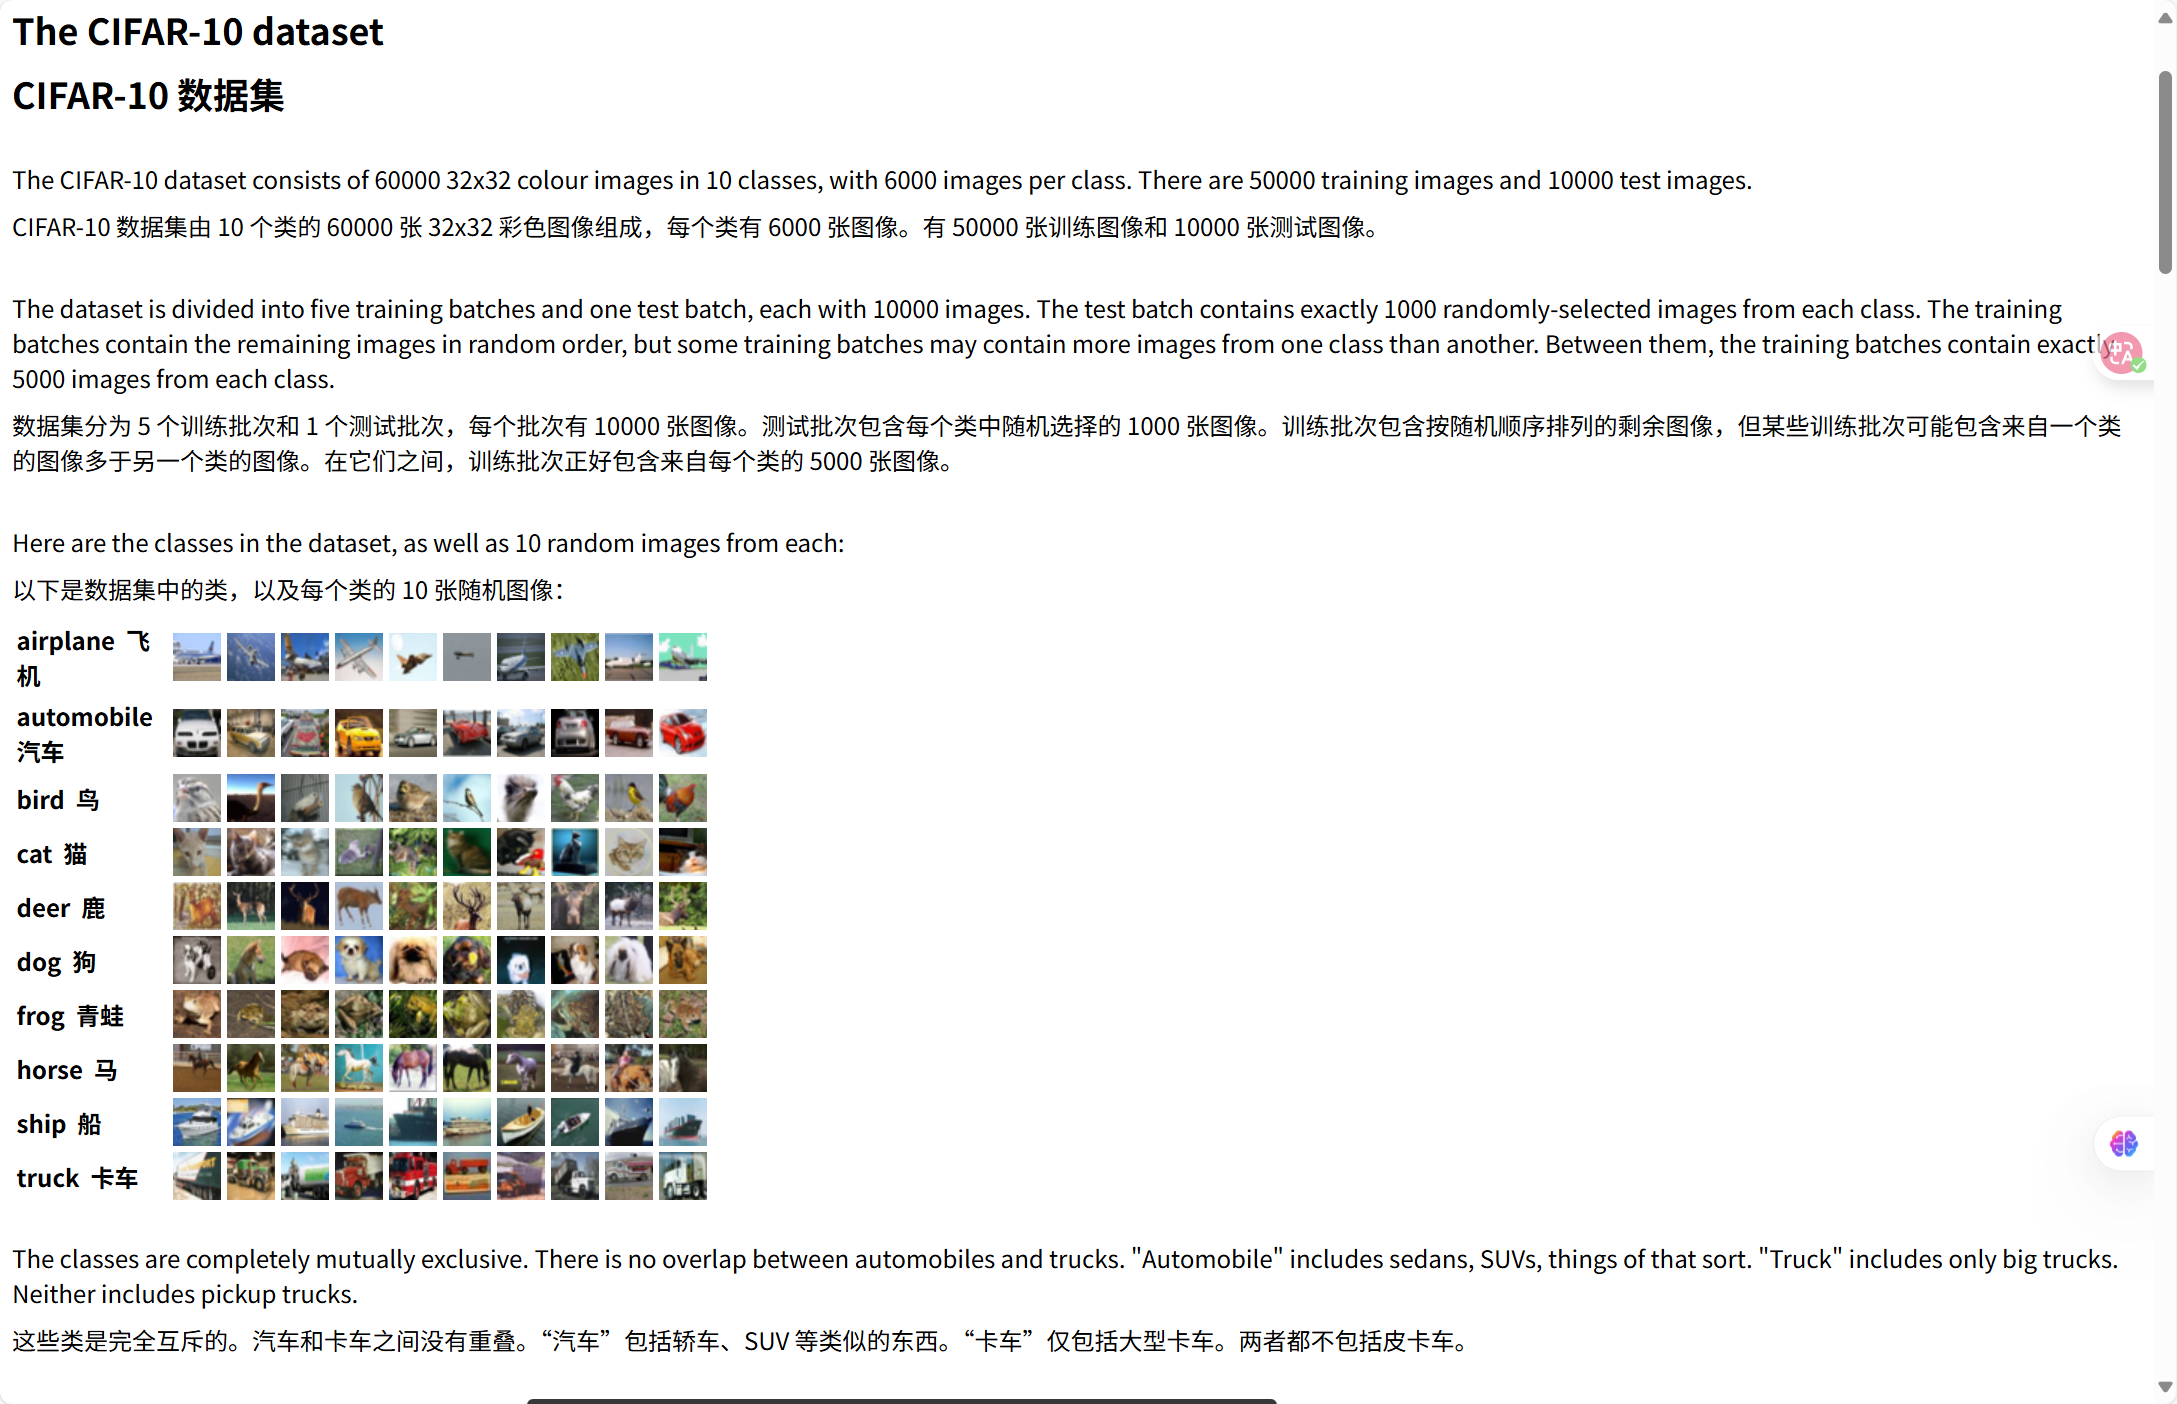 The CIFAR-10 dataset
CIFAR-10 数据集
The CIFAR-10 dataset consists of 60000 32x32 colour images in 10 classes, with 6000 images per class. There are 50000 training images and 10000 test images.
CIFAR-10 数据集由 10 个类的 60000 张 32x32 彩色图像组成，每个类有 6000 张图像。有 50000 张训练图像和 10000 张测试图像。
The dataset is divided into five training batches and one test batch, each with 10000 images. The test batch contains exactly 1000 randomly-selected images from each class. The training
batches contain the remaining images in random order, but some training batches may contain more images from one class than another. Between them, the training batches contain exactly
5000 images from each class.
数据集分为 5 个训练批次和 1 个测试批次，每个批次有 10000 张图像。测试批次包含每个类中随机选择的 1000 张图像。训练批次包含按随机顺序排列的剩余图像，但某些训练批次可能包含来自一个类
的图像多于另一个类的图像。在它们之间，训练批次正好包含来自每个类的 5000 张图像。
Here are the classes in the dataset, as well as 10 random images from each:
以下是数据集中的类，以及每个类的 10 张随机图像：
airplane 飞
机
automobile
汽车
bird 鸟
cat 猫
deer 鹿
dog 狗
frog 青蛙
horse 马
ship 船
truck 卡车
The classes are completely mutually exclusive. There is no overlap between automobiles and trucks. "Automobile" includes sedans, SUVs, things of that sort. "Truck" includes only big trucks.
Neither includes pickup trucks.
这些类是完全互斥的。汽车和卡车之间没有重叠。“汽车”包括轿车、SUV 等类似的东西。“卡车”仅包括大型卡车。两者都不包括皮卡车。